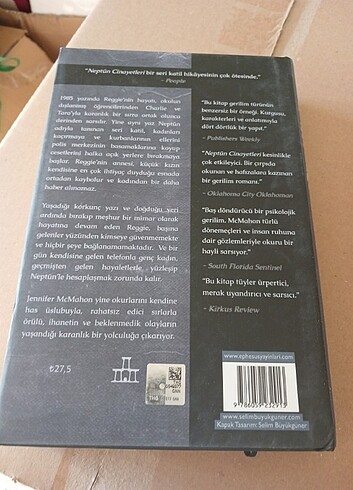 "Neptün Cinayetleri bir seri katil hikâyesinin çok ötesinde."
- People
1985 yazında Reggie'nin hayatı, okulun
dışlanmış öğrencilerinden Charlie ve
Tara'yla karanlık bir sırra ortak olunca
derinden sarsılır. Yine aynı yaz Neptün
adıyla tanınan seri katil, kadınları
kaçırmaya ve kurbanlarının ellerini
polis merkezinin basamaklarına koyup
cesetlerini halka açık yerlere bırakmaya
başlar. Reggie'nin annesi, küçük kızın
kendisine en çok ihtiyaç duyduğu esnada
ortadan kaybolur ve kadından bir daha
haber alınamaz.
Yaşadığı korkunç yazı ve doğduğu yeri
ardında bırakıp meşhur bir mimar olarak
hayatına devam eden Reggie, başına
gelenler yüzünden kimseye güvenmemekte
ve hiçbir şeye bağlanamamaktadır. Ve bir
gün kendisine gelen telefonla genç kadın,
geçmişten gelen hayaletlerle yüzleşip
Neptün'le hesaplaşmak zorunda kalır.
Jennifer McMahon yine okurlarını kendine
has üslubuyla, rahatsız edici sırlarla
örülü, ihanetin ve beklenmedik olayların
yaşandığı karanlık bir yolculuğa çıkarıyor.
"Bu kitap gerilim türünün
benzersiz bir örneği. Kurgusu,
karakterleri ve anlatımıyla
dört dörtlük bir yapıt."
- Publishers Weekly
"Neptün Cinayetleri kesinlikle
çok etkileyici. Bir çırpıda
okunan ve hafızalara kazınan
bir gerilim romanı."
- Oklahoma City Oklahoman
"Baş döndürücü bir psikolojik
gerilim. McMahon türlü
dönemeçleri ve insan ruhuna
dair gözlemleriyle okuru bir
hayli sarsıyor."
- South Florida Sentinel
"Bu kitap tüyler ürpertici,
merak uyandırıcı ve sarsıcı."
- Kirkus Review
₺27,5
www.ephesusyayinlari.com
9 786059 232913
www.selimbuyukguner.com
Kapak Tasarım: Selim Büyükgüner